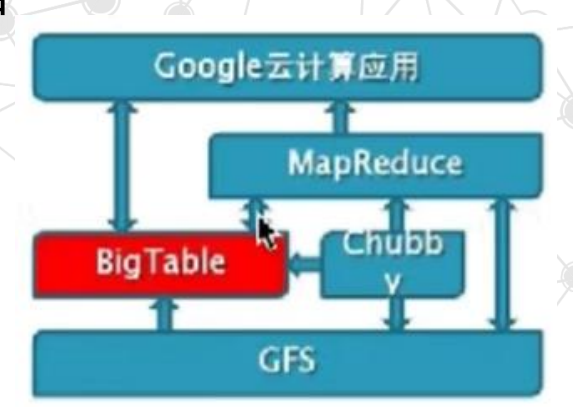 Google云计算应用
MapReduce
BigTable
Chubb
y
GFS